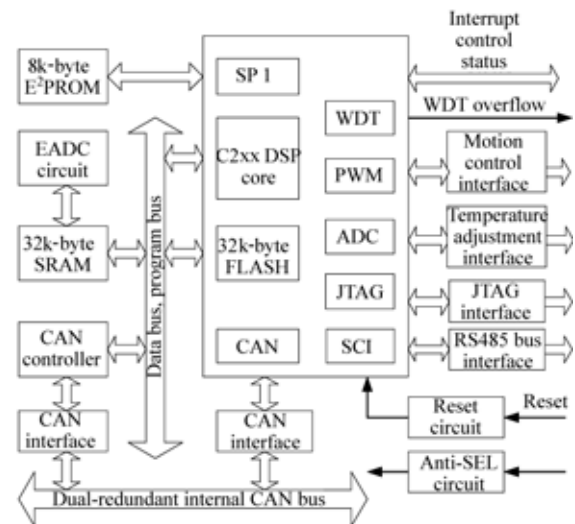 8k-byte
E²PROM
EADC
circuit
32k-byte
SRAM
CAN
controller
CAN
interface
Data bus, program bus
SP 1
C2xx DSP
core
32k-byte
FLASH
CAN
WDT
PWM
ADC
JTAG
SCI
CAN
interface
Dual-redundant internal CAN bus
Interrupt
control
status
WDT overflow
Motion
control
interface
Temperature
adjustment
interface
JTAG
interface
RS485 bus
interface
Reset
circuit
Reset
Anti-SEL
circuit